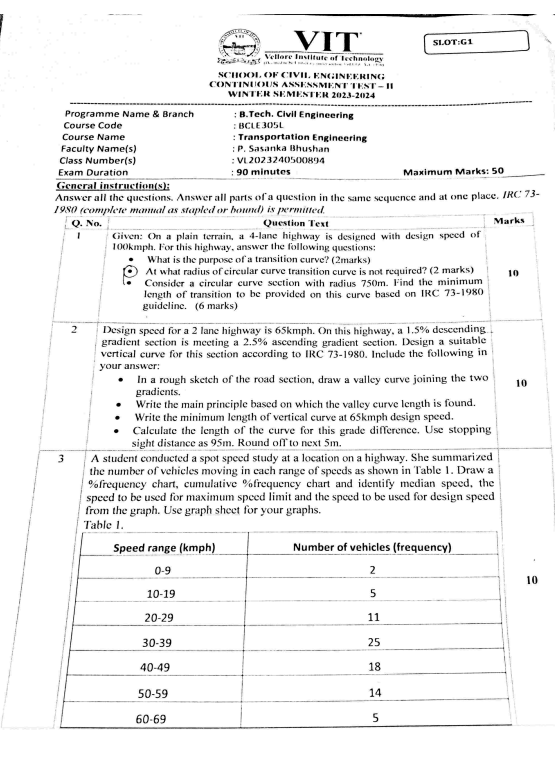 VIT
Vellore Institute of Technology
SLOT:G1
SCHOOL OF CIVIL ENGINEERING
CONTINUOUS ASSESSMENT TEST – II
WINTER SEMESTER 2023-2024
Programme Name & Branch : B.Tech. Civil Engineering
Course Code : BCLE305L
Course Name : Transportation Engineering
Faculty Name(s) : P. Sasanka Bhushan
Class Number(s) : VL2023240500894
Exam Duration : 90 minutes Maximum Marks: 50
General instruction(s):
Answer all the questions. Answer all parts of a question in the same sequence and at one place. IRC 73-
1980 (complete manual as stapled or bound) is permitted.
Q. No. Question Text Marks
1 Given: On a plain terrain, a 4-lane highway is designed with design speed of
100kmph. For this highway, answer the following questions:
• What is the purpose of a transition curve? (2marks)
• At what radius of circular curve transition curve is not required? (2 marks)
• Consider a circular curve section with radius 750m. Find the minimum
length of transition to be provided on this curve based on IRC 73-1980
guideline. (6 marks)
10
2 Design speed for a 2 lane highway is 65kmph. On this highway, a 1.5% descending
gradient section is meeting a 2.5% ascending gradient section. Design a suitable
vertical curve for this section according to IRC 73-1980. Include the following in
your answer:
• In a rough sketch of the road section, draw a valley curve joining the two
gradients.
• Write the main principle based on which the valley curve length is found.
• Write the minimum length of vertical curve at 65kmph design speed.
• Calculate the length of the curve for this grade difference. Use stopping
sight distance as 95m. Round off to next 5m.
10
3 A student conducted a spot speed study at a location on a highway. She summarized
the number of vehicles moving in each range of speeds as shown in Table 1. Draw a
%frequency chart, cumulative %frequency chart and identify median speed, the
speed to be used for maximum speed limit and the speed to be used for design speed
from the graph. Use graph sheet for your graphs.
Table 1.
Speed range (kmph) Number of vehicles (frequency)
0-9 2
10-19 5
20-29 11
30-39 25
40-49 18
50-59 14
60-69 5
10